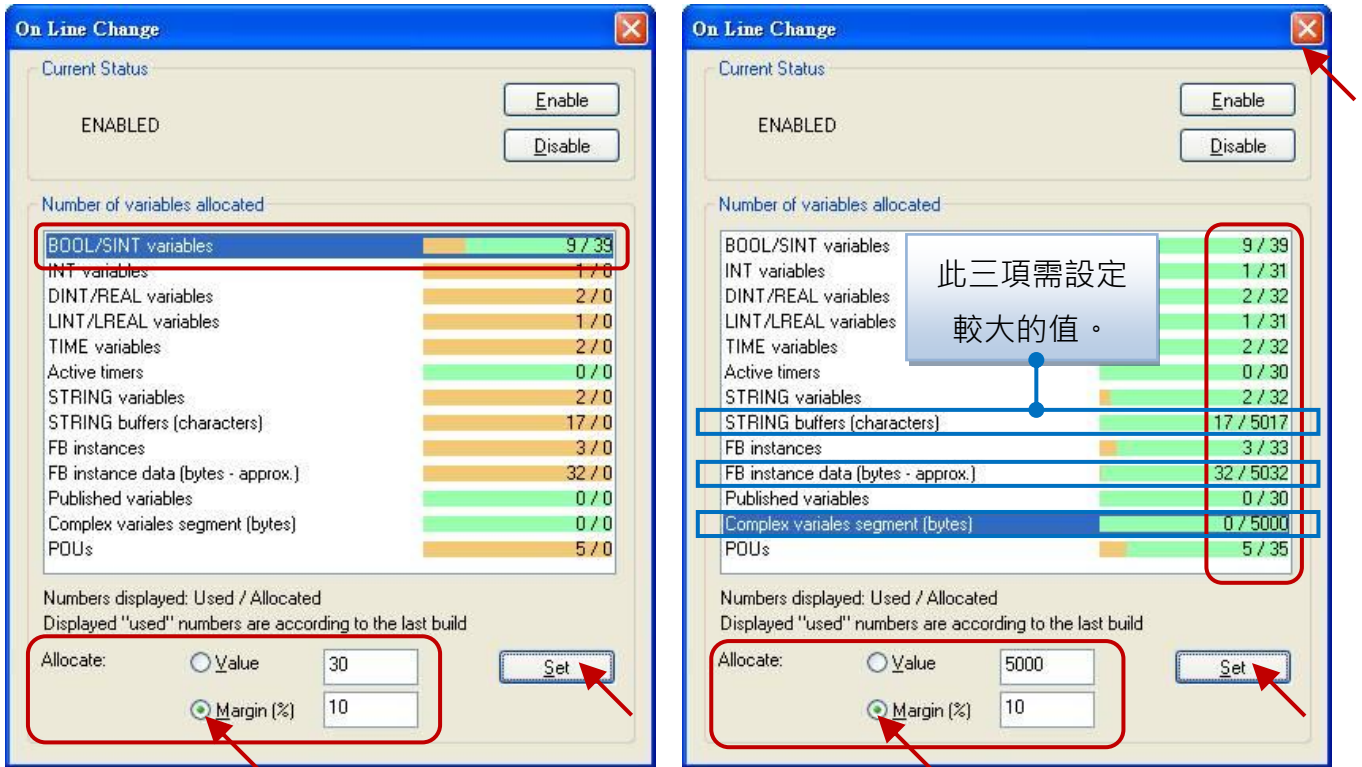 On Line Change
Current Status
Enable
ENABLED
Disable
Number of variables allocated
BOOL/SINT variables 9 / 39
INT variables 1 / 0
DINT/REAL variables 2 / 0
LINT/LREAL variables 1 / 0
TIME variables 2 / 0
Active timers 0 / 0
STRING variables 2 / 0
STRING buffers (characters) 17 / 0
FB instances 3 / 0
FB instance data (bytes - approx.) 32 / 0
Published variables 0 / 0
Complex variales segment (bytes) 0 / 0
POUs 5 / 0
Numbers displayed: Used / Allocated
Displayed "used" numbers are according to the last build
Allocate: Value 30 Set
Margin (%) 10
On Line Change
Current Status
Enable
ENABLED
Disable
Number of variables allocated
BOOL/SINT variables 9 / 39
INT variables 1 / 31
DINT/REAL variables 2 / 32
LINT/LREAL variables 1 / 31
TIME variables 2 / 32
Active timers 0 / 30
STRING variables 2 / 32
STRING buffers (characters) 17 / 5017
FB instances 3 / 33
FB instance data (bytes - approx.) 32 / 5032
Published variables 0 / 30
Complex variales segment (bytes) 0 / 5000
POUs 5 / 35
此三項需設定
較大的值。
Numbers displayed: Used / Allocated
Displayed "used" numbers are according to the last build
Allocate: Value 5000 Set
Margin (%) 10